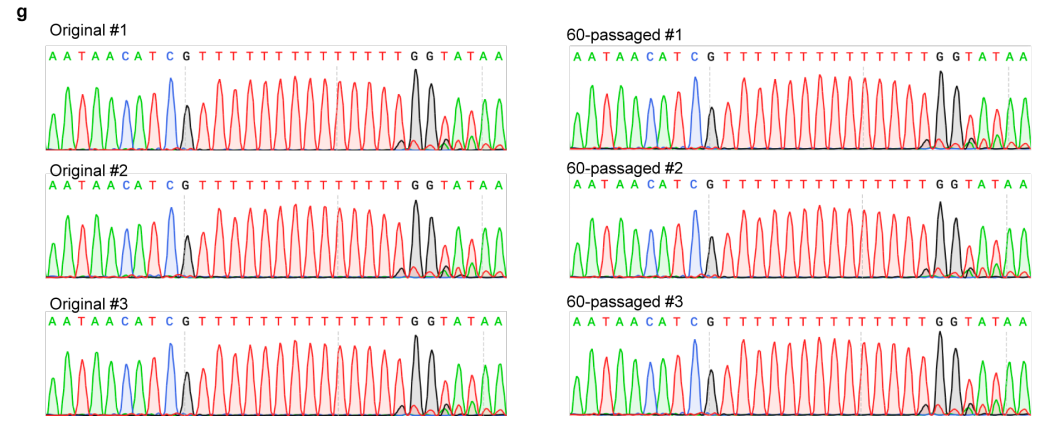 g
Original #1
A A T A A C A T C G T T T T T T T T T T T T T T G G T A T A A
Original #2
A A T A A C A T C G T T T T T T T T T T T T T T G G T A T A A
Original #3
A A T A A C A T C G T T T T T T T T T T T T T T G G T A T A A
60-passaged #1
A A T A A C A T C G T T T T T T T T T T T T T T G G T A T A A
60-passaged #2
A A T A A C A T C G T T T T T T T T T T T T T T G G T A T A A
60-passaged #3
A A T A A C A T C G T T T T T T T T T T T T T T G G T A T A A